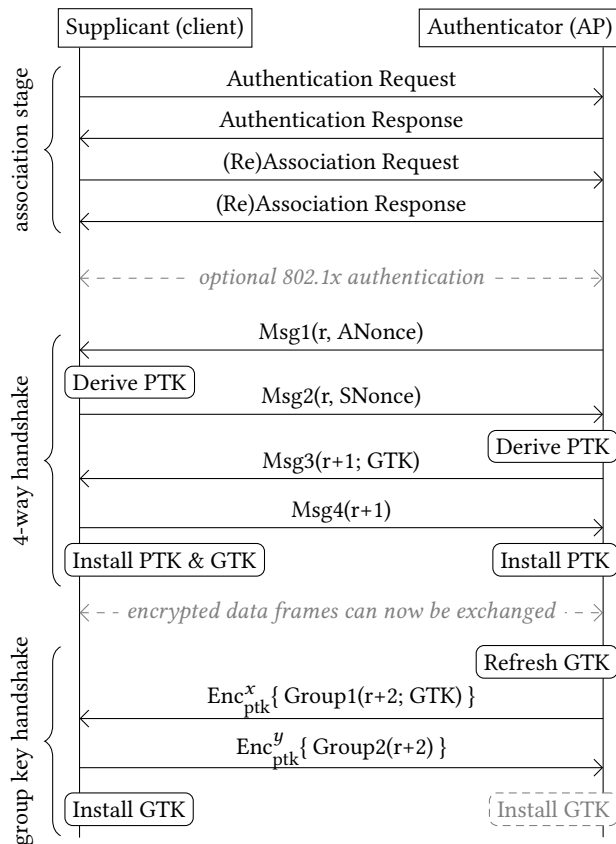 Supplicant (client)
Authenticator (AP)
association stage
Authentication Request
Authentication Response
(Re)Association Request
(Re)Association Response
optional 802.1x authentication
4-way handshake
Msg1(r, ANonce)
Derive PTK
Msg2(r, SNonce)
Derive PTK
Msg3(r+1; GTK)
Msg4(r+1)
Install PTK & GTK
Install PTK
encrypted data frames can now be exchanged
group key handshake
Refresh GTK
Enc^x_ptk{ Group1(r+2; GTK) }
Enc^y_ptk{ Group2(r+2) }
Install GTK
Install GTK